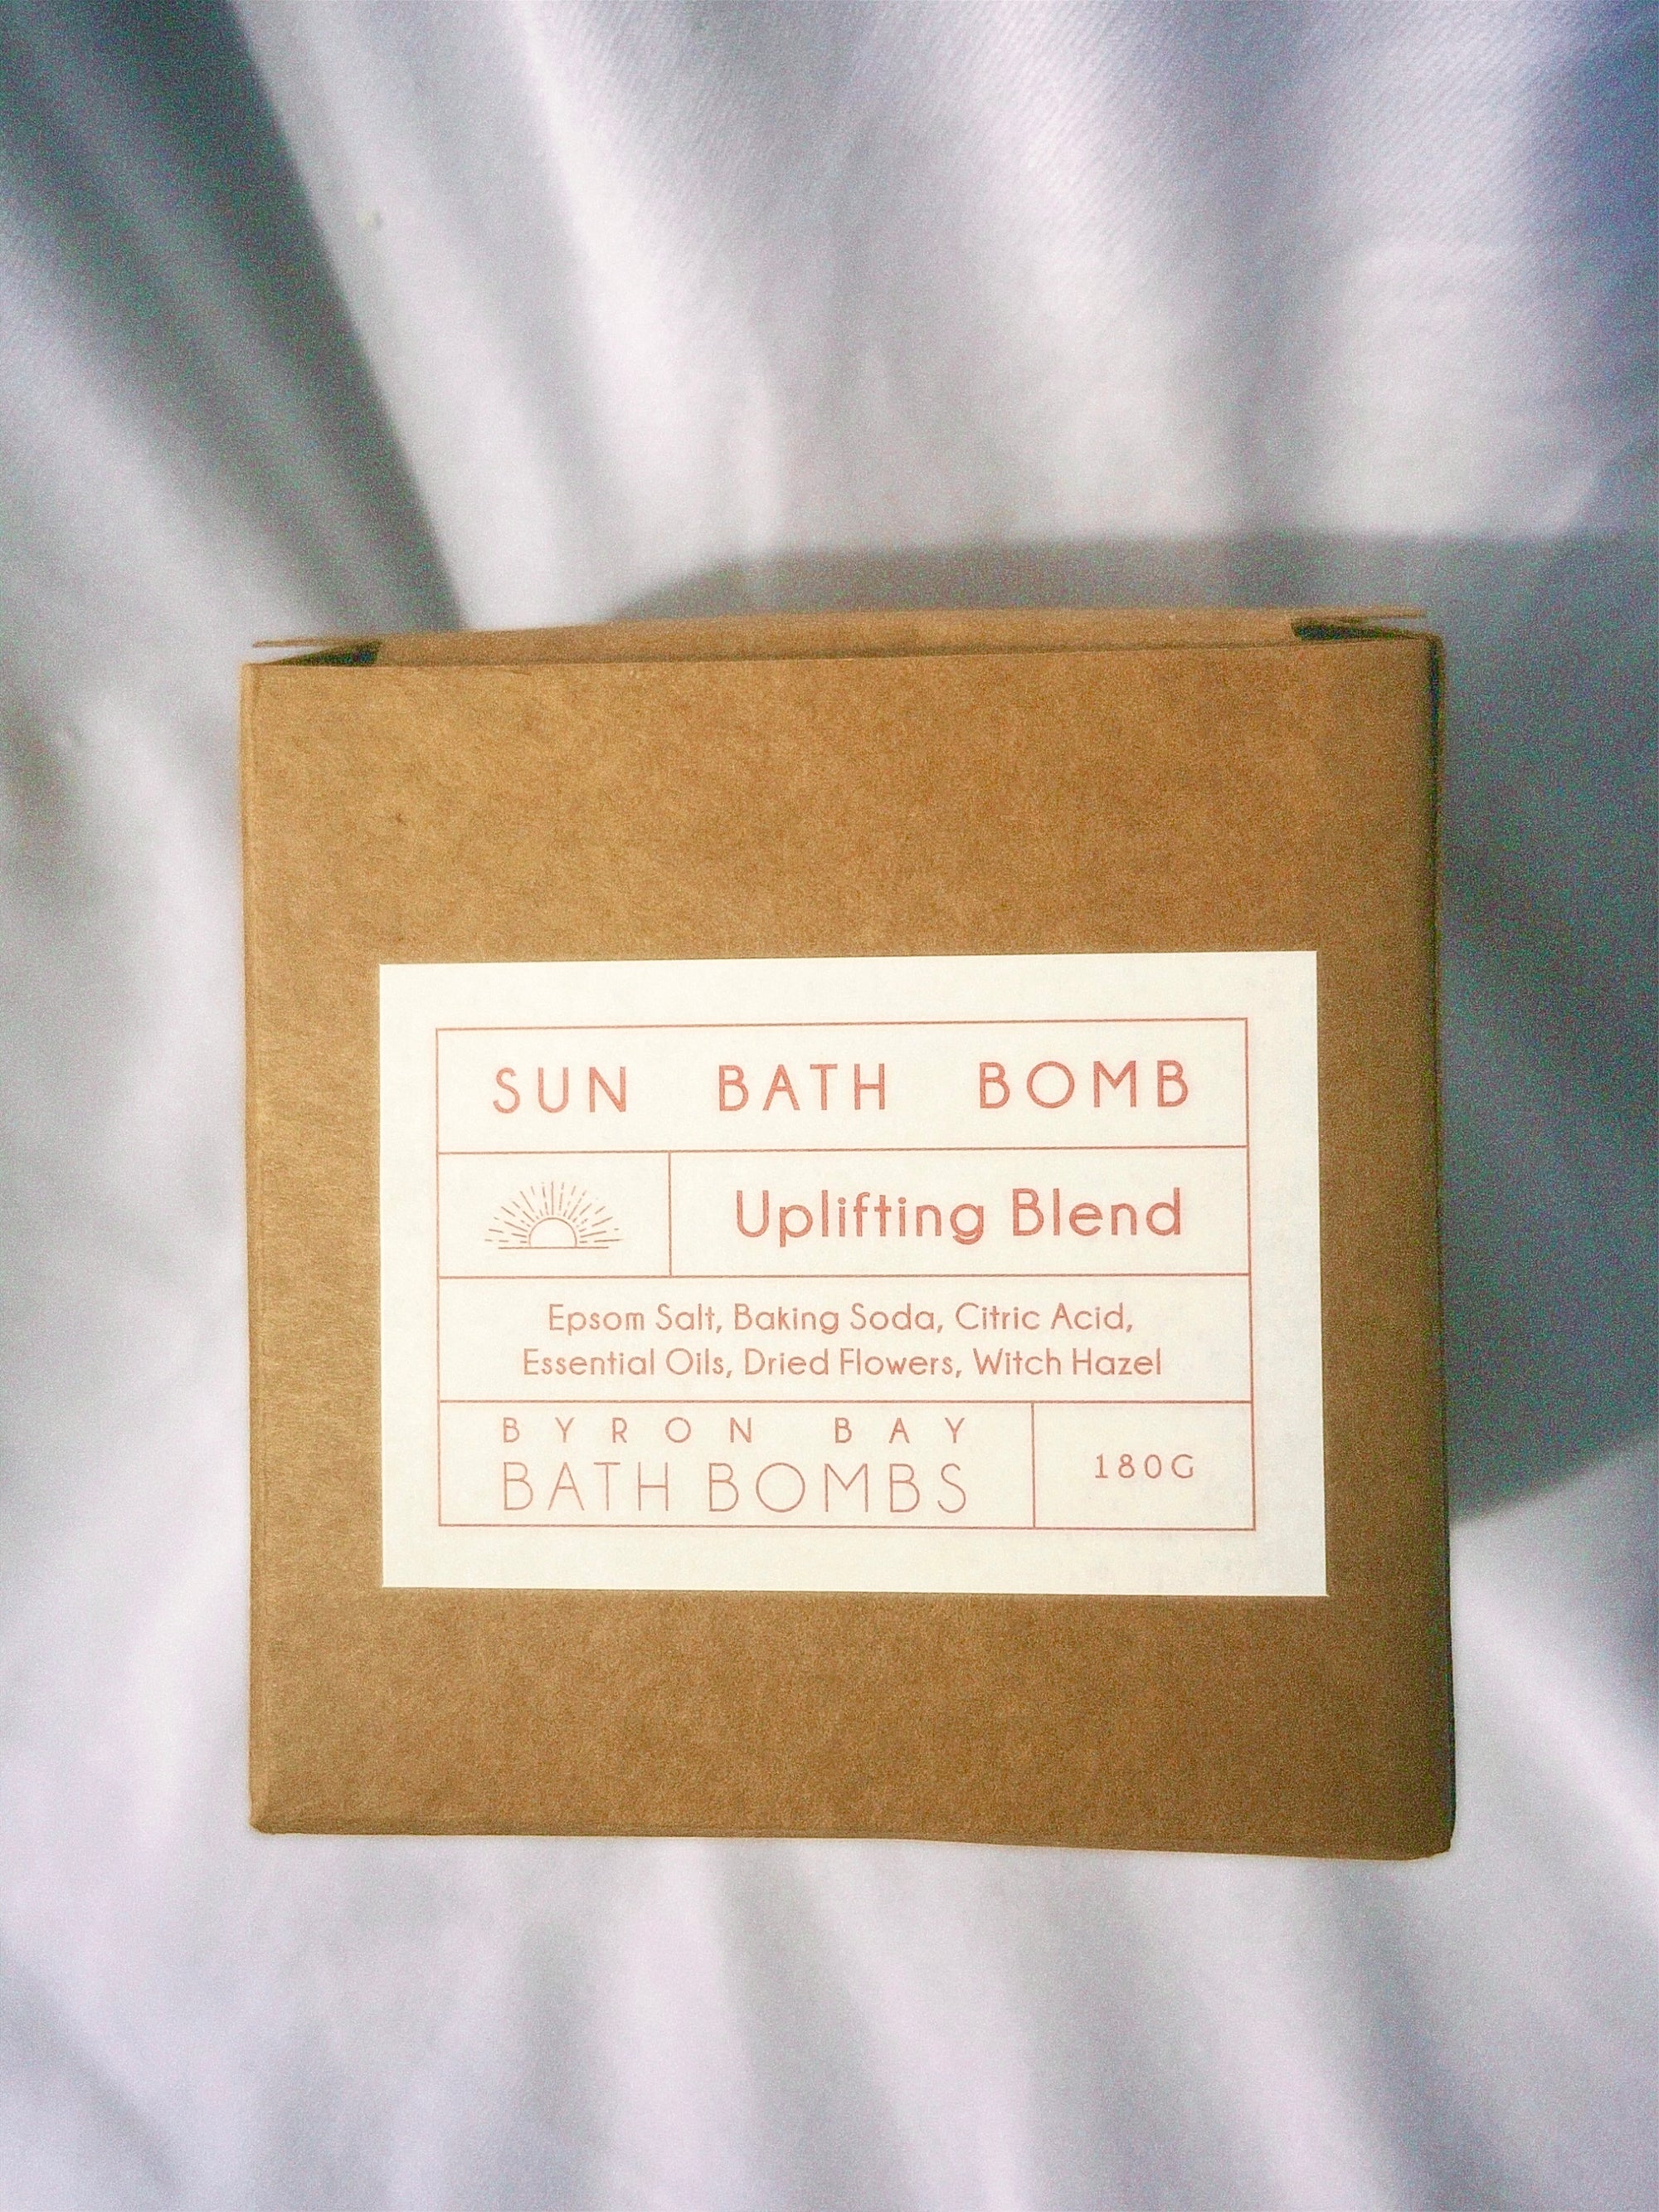 SUN BATH BOMB
Uplifting Blend
Epsom Salt, Baking Soda, Citric Acid,
Essential Oils, Dried Flowers, Witch Hazel
BYRON BAY
BATH BOMBS
180G